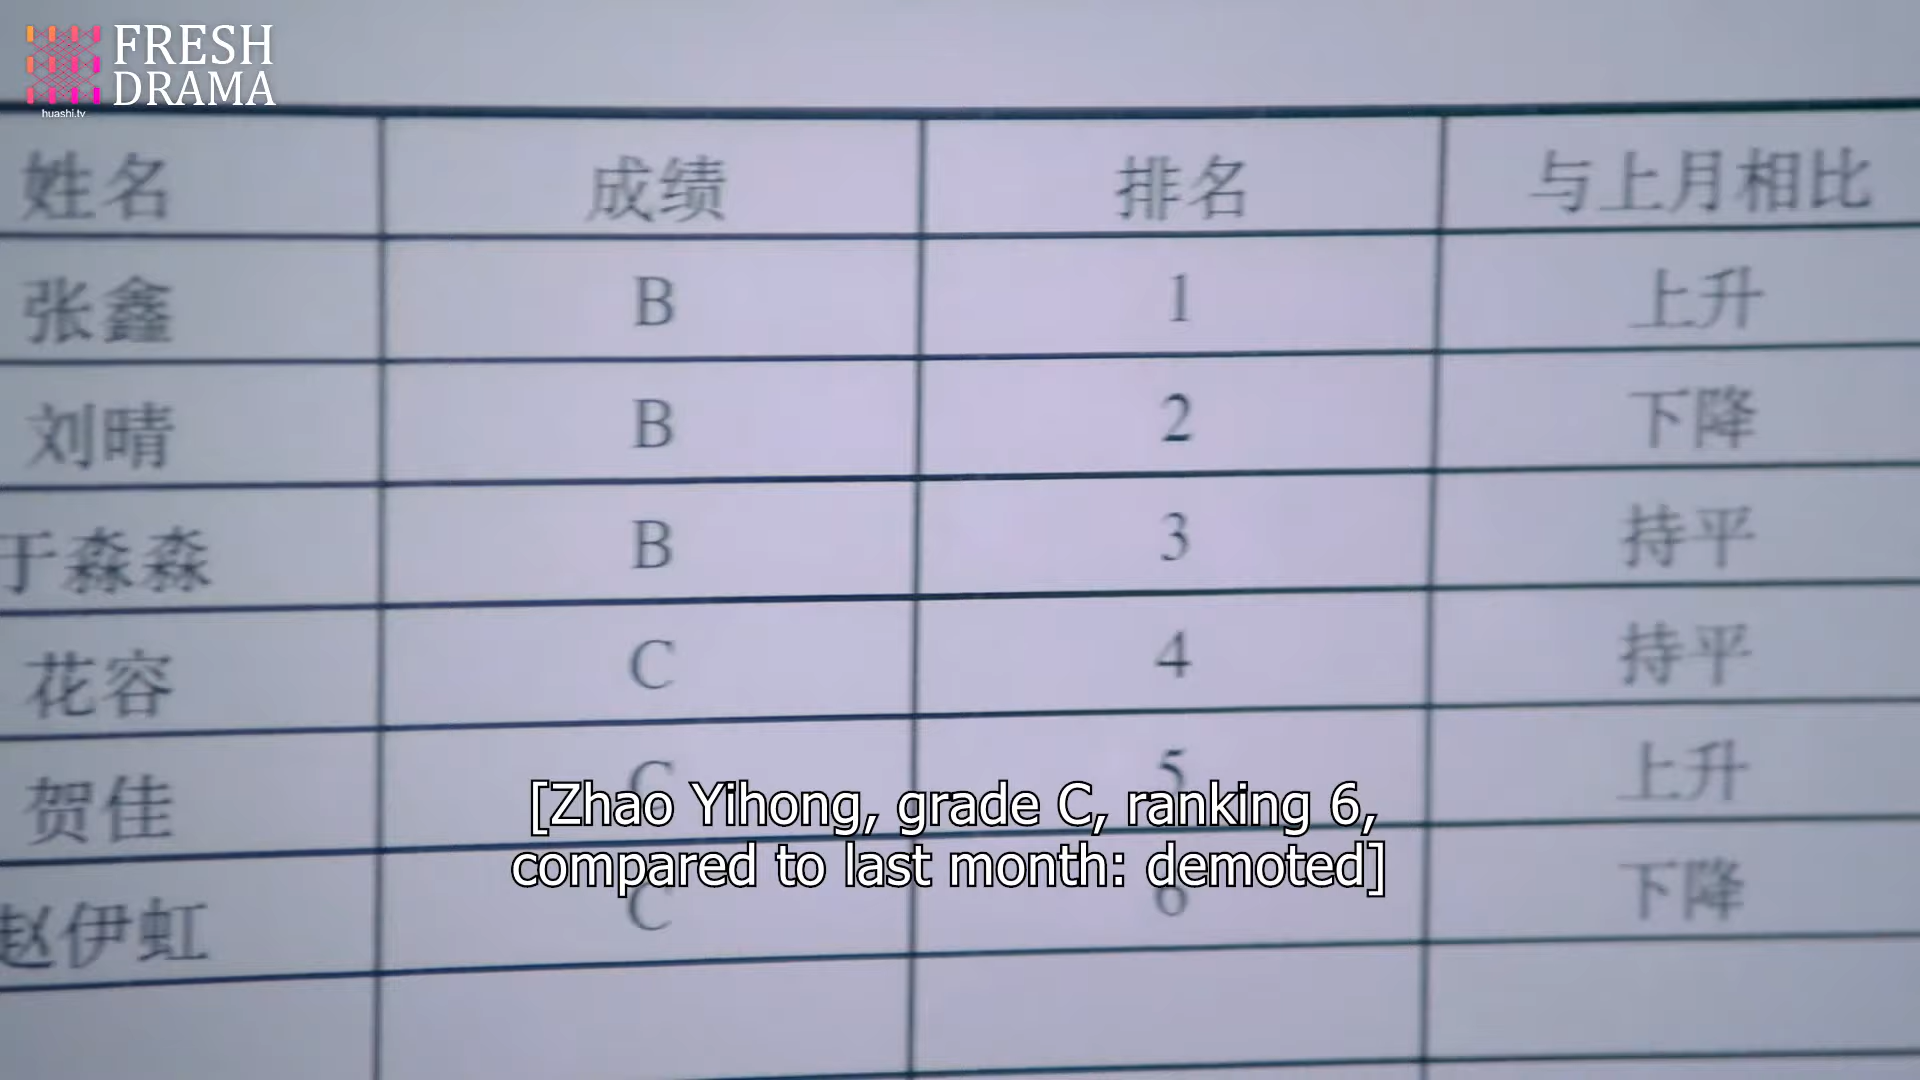 FRESH
DRAMA
huashi.tv
姓名 成绩 排名 与上月相比
张鑫 B 1 上升
刘晴 B 2 下降
于淼淼 B 3 持平
花容 C 4 持平
贺佳 C 5 上升
[Zhao Yihong, grade C, ranking 6,
compared to last month: demoted]
赵伊虹 C 6 下降